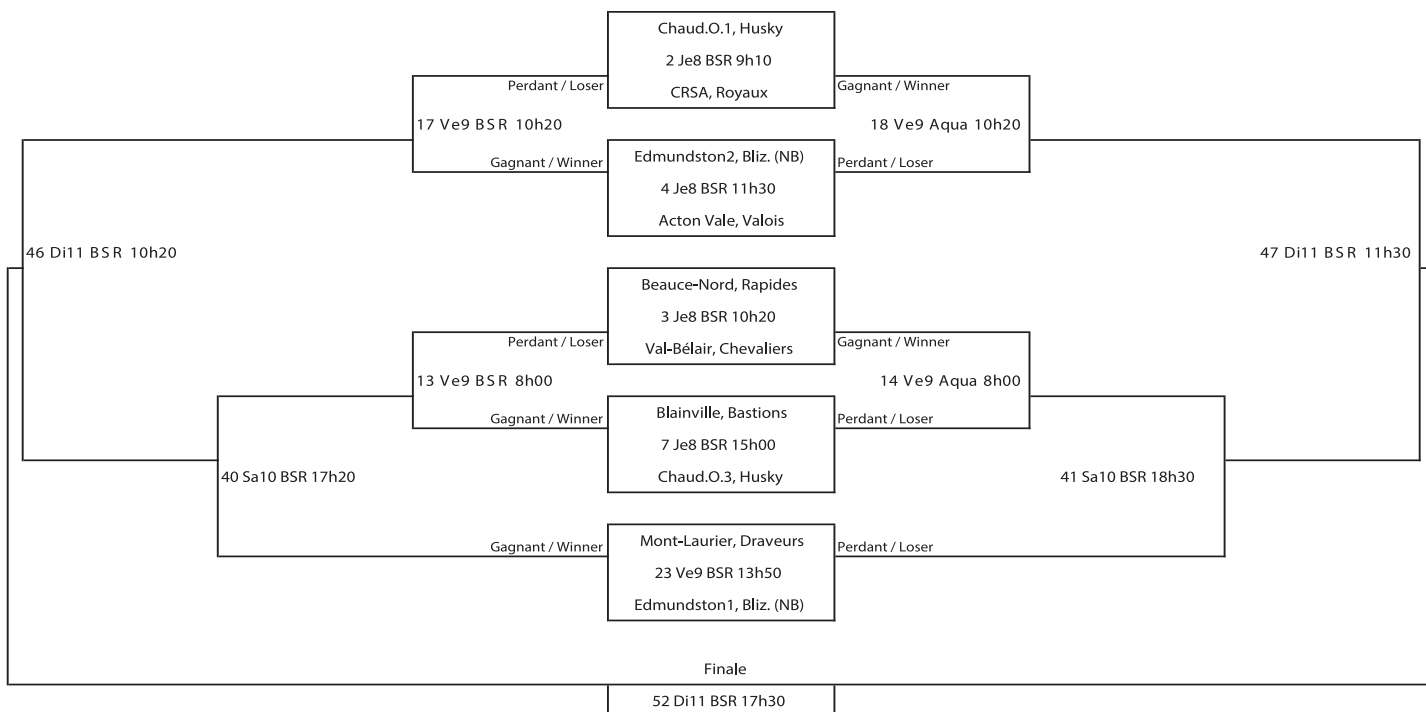 Chaud.O.1, Husky
2 Je8 BSR 9h10
CRSA, Royaux
Perdant / Loser
Gagnant / Winner
17 Ve9 BSR 10h20
18 Ve9 Aqua 10h20
Gagnant / Winner
Edmundston2, Bliz. (NB)
Perdant / Loser
4 Je8 BSR 11h30
Acton Vale, Valois
46 Di11 BSR 10h20
47 Di11 BSR 11h30
Beauce-Nord, Rapides
3 Je8 BSR 10h20
Perdant / Loser
Val-Bélair, Chevaliers
Gagnant / Winner
13 Ve9 BSR 8h00
14 Ve9 Aqua 8h00
Gagnant / Winner
Blainville, Bastions
Perdant / Loser
7 Je8 BSR 15h00
Chaud.O.3, Husky
40 Sa10 BSR 17h20
41 Sa10 BSR 18h30
Gagnant / Winner
Mont-Laurier, Draveurs
Perdant / Loser
23 Ve9 BSR 13h50
Edmundston1, Bliz. (NB)
Finale
52 Di11 BSR 17h30